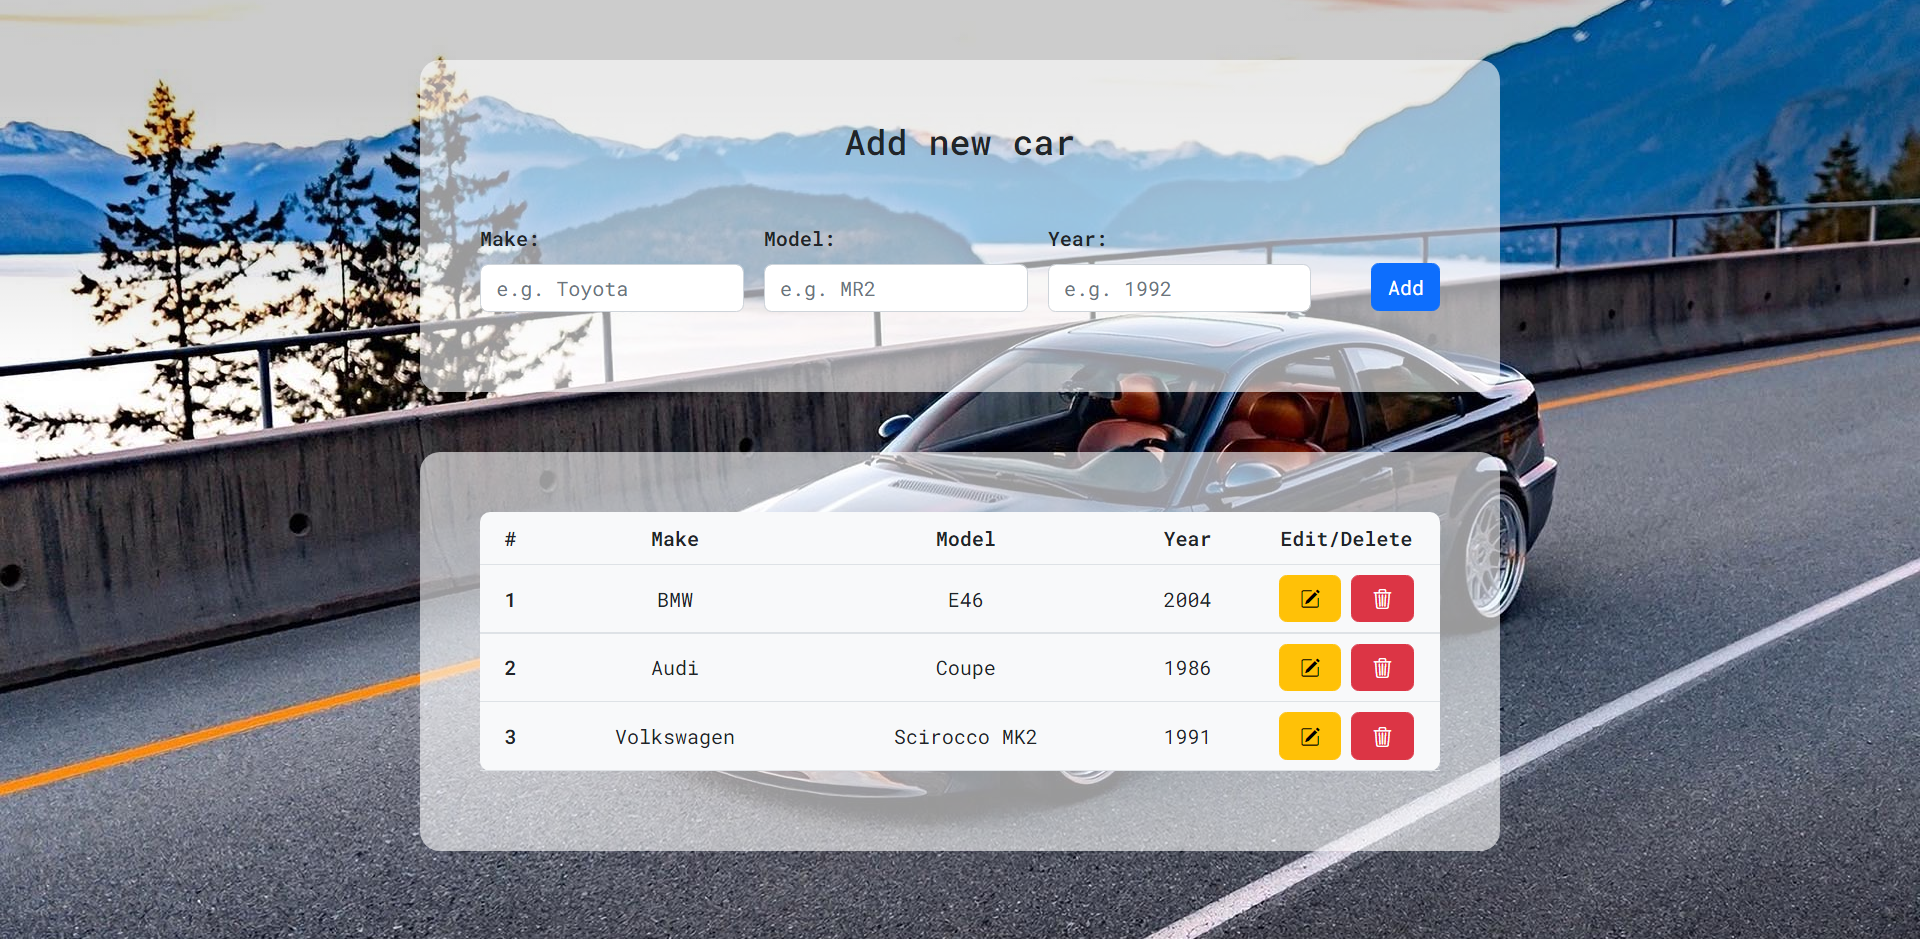 Add new car
Make: Model: Year:
e.g. Toyota e.g. MR2 e.g. 1992 Add
# Make Model Year Edit/Delete
1 BMW E46 2004
2 Audi Coupe 1986
3 Volkswagen Scirocco MK2 1991